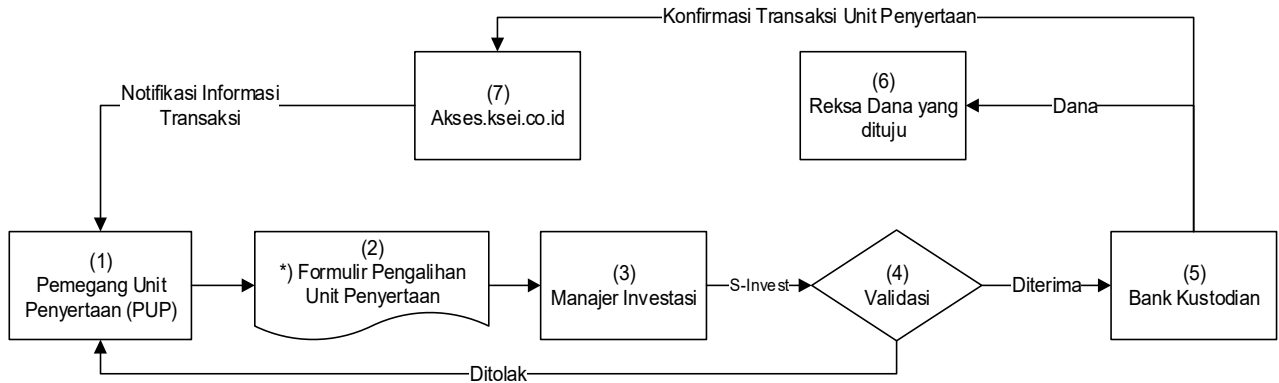 Konfirmasi Transaksi Unit Penyertaan
(7)
Akses.ksei.co.id
(6)
Reksa Dana yang
dituju
Notifikasi Informasi
Transaksi
Dana
(1)
Pemegang Unit
Penyertaan (PUP)
(2)
*) Formulir Pengalihan
Unit Penyertaan
(3)
Manajer Investasi
S-Invest
(4)
Validasi
Diterima
(5)
Bank Kustodian
Ditolak